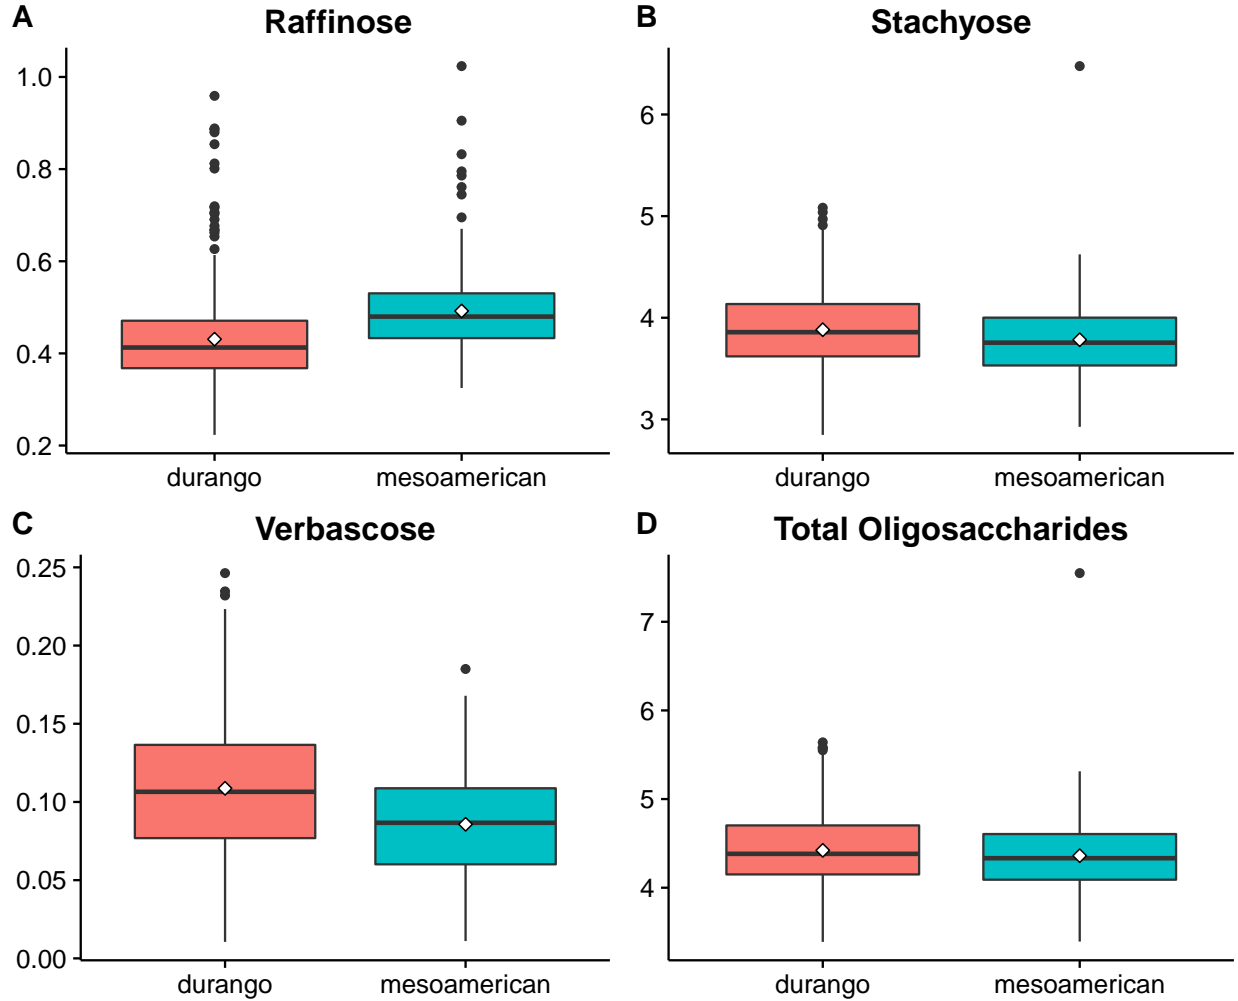 A Raffinose
1.0
0.8
0.6
0.4
0.2
durango mesoamerican
B Stachyose
6
5
4
3
durango mesoamerican
C Verbascose
0.25
0.20
0.15
0.10
0.05
0.00
durango mesoamerican
D Total Oligosaccharides
7
6
5
4
durango mesoamerican